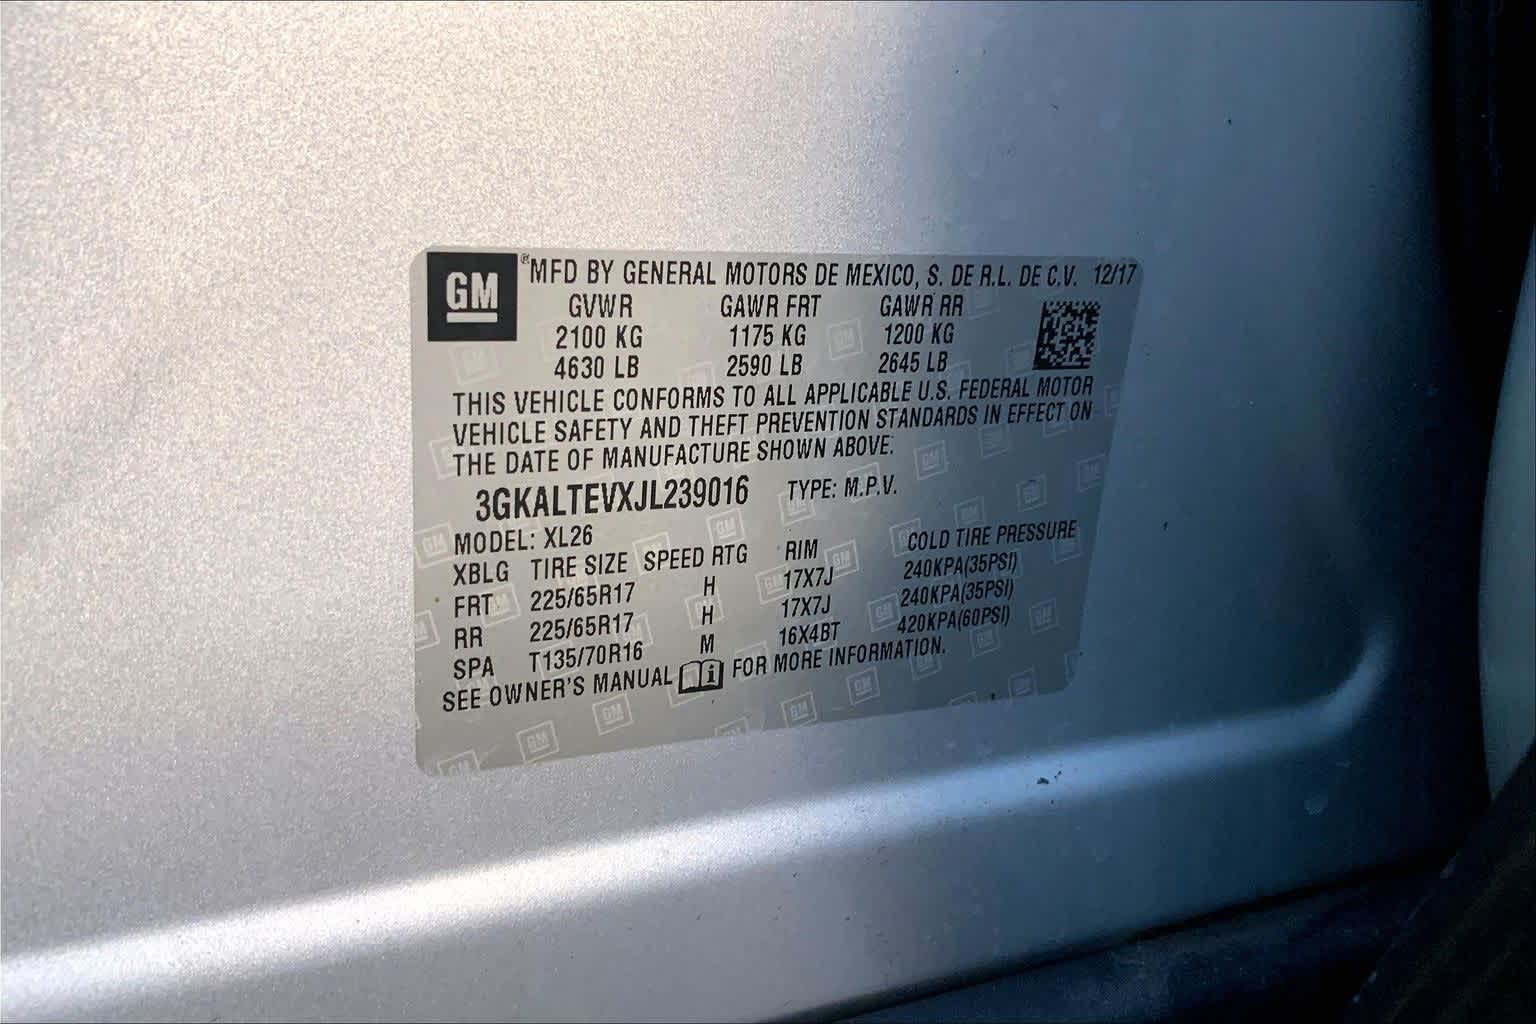 GM ® MFD BY GENERAL MOTORS DE MEXICO, S. DE R.L. DE C.V. 12/17
GVWR GAWR FRT GAWR RR
2100 KG 1175 KG 1200 KG
4630 LB 2590 LB 2645 LB
THIS VEHICLE CONFORMS TO ALL APPLICABLE U.S. FEDERAL MOTOR
VEHICLE SAFETY AND THEFT PREVENTION STANDARDS IN EFFECT ON
THE DATE OF MANUFACTURE SHOWN ABOVE.
3GKALTEVXJL239016 TYPE: M.P.V.
MODEL: XL26
XBLG TIRE SIZE SPEED RTG RIM COLD TIRE PRESSURE
FRT 225/65R17 H 17X7J 240KPA(35PSI)
RR 225/65R17 H 17X7J 240KPA(35PSI)
SPA T135/70R16 M 16X4BT 420KPA(60PSI)
SEE OWNER'S MANUAL i FOR MORE INFORMATION.